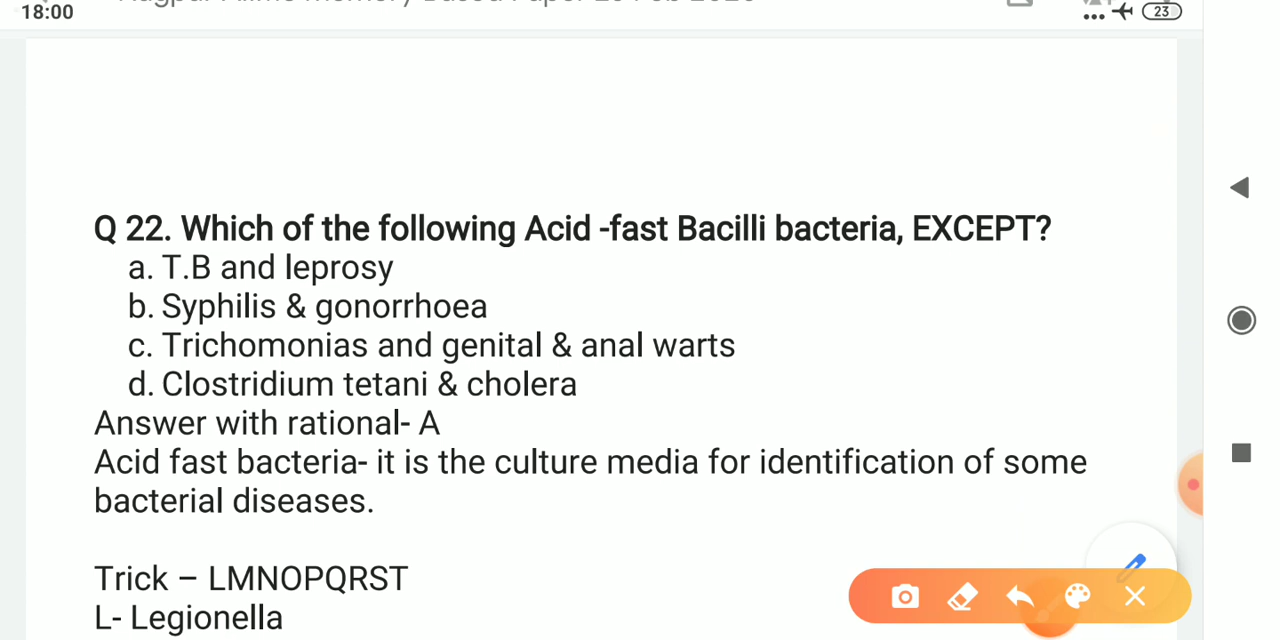 18:00
23
Q 22. Which of the following Acid -fast Bacilli bacteria, EXCEPT?
a. T.B and leprosy
b. Syphilis & gonorrhoea
c. Trichomonias and genital & anal warts
d. Clostridium tetani & cholera
Answer with rational- A
Acid fast bacteria- it is the culture media for identification of some
bacterial diseases.
Trick – LMNOPQRST
L- Legionella